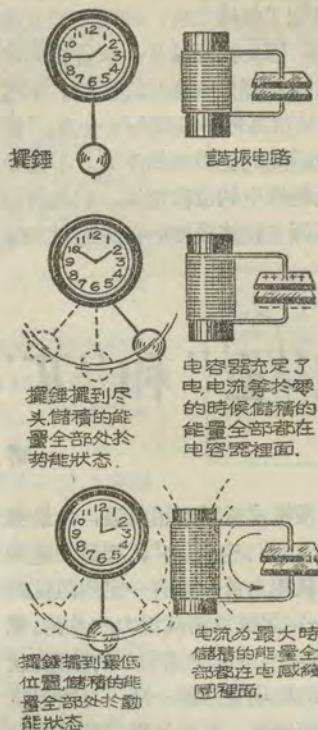 擺錘
諧振电路
擺錘擺到尽
头,儲積的能
量全部处於
势能狀态.
电容器充足了
电,电流等於零
的時候儲積的
能量全部都在
电容器裡面.
擺錘擺到最低
位置,儲積的能
量全部处於動
能狀态
电流为最大時
儲積的能量全
部都在电感綫
圈裡面.